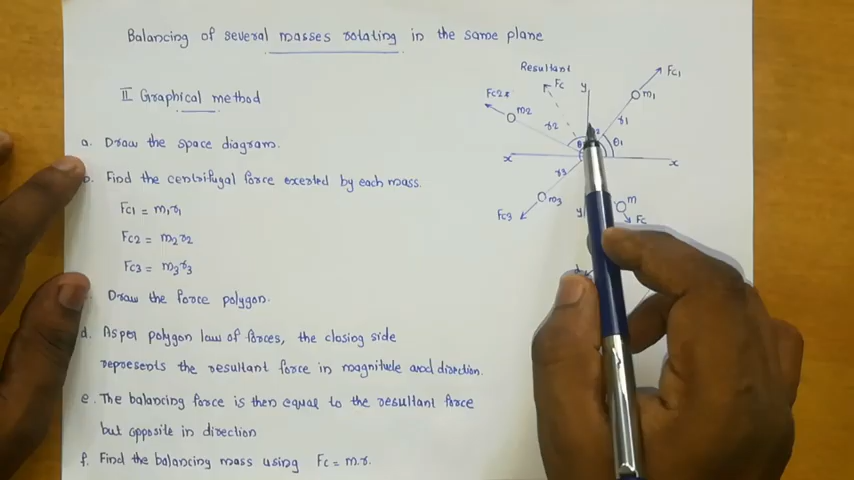 Balancing of several masses rotating in the same plane
II Graphical method
a. Draw the space diagram.
b. Find the centrifugal force exerted by each mass.
Fc1 = m1r1
Fc2 = m2r2
Fc3 = m3r3
Draw the force polygon.
d. As per polygon law of forces, the closing side
represents the resultant force in magnitude and direction.
e. The balancing force is then equal to the resultant force
but opposite in direction
f. Find the balancing mass using Fc = m.r.
Resultant
Fc
y
Fc1
m1
r1
θ1
Fc2
m2
r2
x
x
r3
m3
Fc3
y
m
Fc